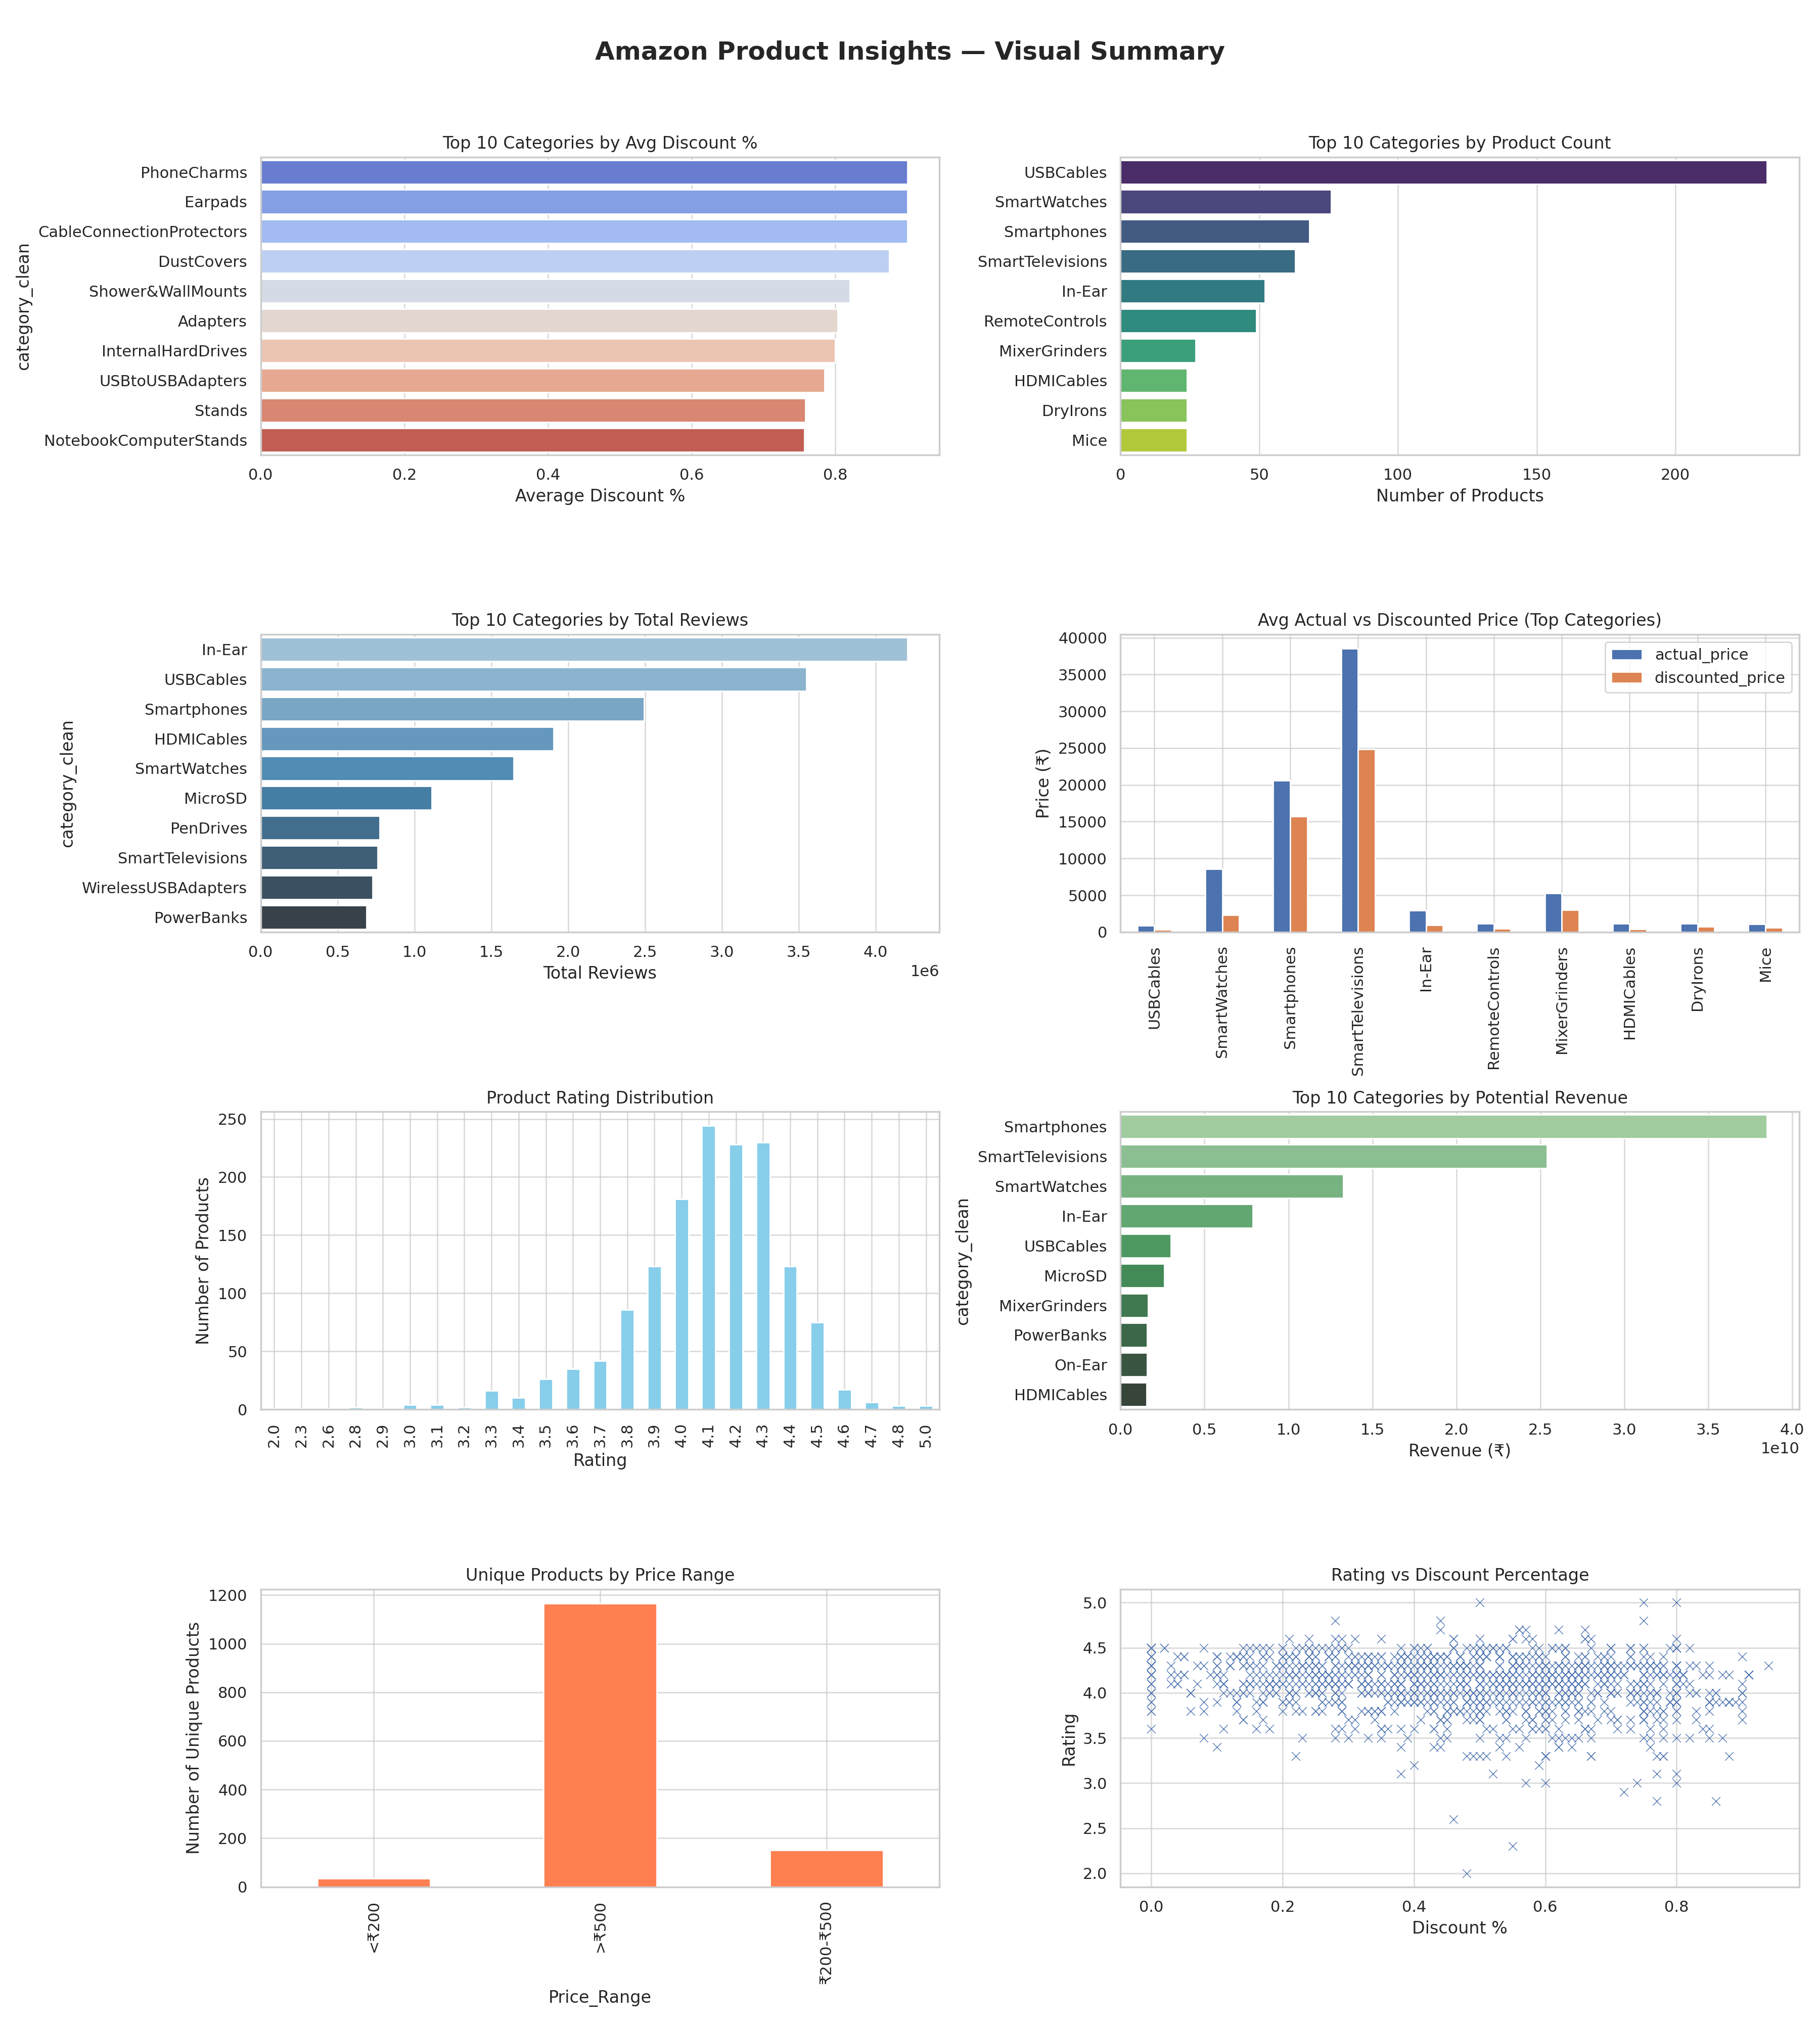 Amazon Product Insights — Visual Summary
Top 10 Categories by Avg Discount %
category_clean
PhoneCharms
Earpads
CableConnectionProtectors
DustCovers
Shower&WallMounts
Adapters
InternalHardDrives
USBtoUSBAdapters
Stands
NotebookComputerStands
0.0 0.2 0.4 0.6 0.8
Average Discount %
Top 10 Categories by Product Count
USBCables
SmartWatches
Smartphones
SmartTelevisions
In-Ear
RemoteControls
MixerGrinders
HDMICables
DryIrons
Mice
0 50 100 150 200
Number of Products
Top 10 Categories by Total Reviews
category_clean
In-Ear
USBCables
Smartphones
HDMICables
SmartWatches
MicroSD
PenDrives
SmartTelevisions
WirelessUSBAdapters
PowerBanks
0.0 0.5 1.0 1.5 2.0 2.5 3.0 3.5 4.0
1e6
Total Reviews
Avg Actual vs Discounted Price (Top Categories)
actual_price
discounted_price
Price (₹)
40000
35000
30000
25000
20000
15000
10000
5000
0
USBCables
SmartWatches
Smartphones
SmartTelevisions
In-Ear
RemoteControls
MixerGrinders
HDMICables
DryIrons
Mice
Product Rating Distribution
Number of Products
250
200
150
100
50
0
2.0 2.3 2.6 2.8 2.9 3.0 3.1 3.2 3.3 3.4 3.5 3.6 3.7 3.8 3.9 4.0 4.1 4.2 4.3 4.4 4.5 4.6 4.7 4.8 5.0
Rating
Top 10 Categories by Potential Revenue
category_clean
Smartphones
SmartTelevisions
SmartWatches
In-Ear
USBCables
MicroSD
MixerGrinders
PowerBanks
On-Ear
HDMICables
0.0 0.5 1.0 1.5 2.0 2.5 3.0 3.5 4.0
1e10
Revenue (₹)
Unique Products by Price Range
Number of Unique Products
1200
1000
800
600
400
200
0
<₹200
>₹500
₹200-₹500
Price_Range
Rating vs Discount Percentage
Rating
5.0
4.5
4.0
3.5
3.0
2.5
2.0
0.0 0.2 0.4 0.6 0.8
Discount %